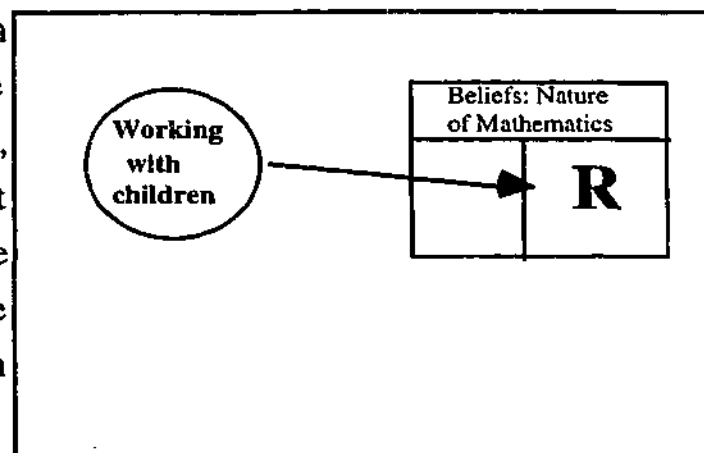 Working
with
children
Beliefs: Nature
of Mathematics
R